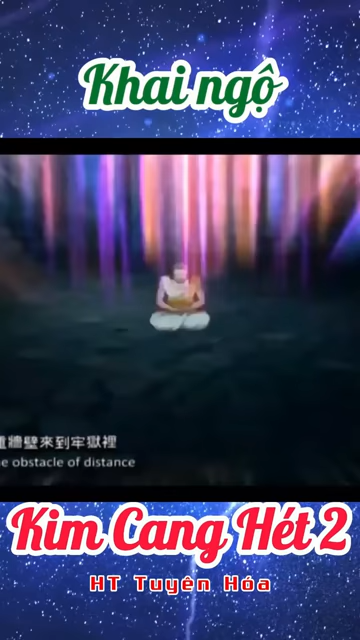 Khai ngộ
牆壁來到牢獄裡
obstacle of distance
Kim Cang Hét 2
HT Tuyên Hóa